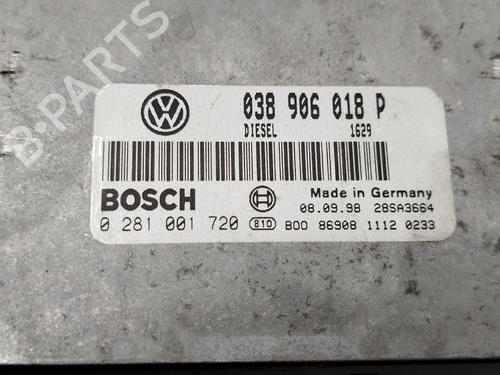 B-PARTS
038 906 018 P
DIESEL 1629
BOSCH
Made in Germany
08.09.98 28SA3664
0 281 001 720 810 B00 86908 1112 0233